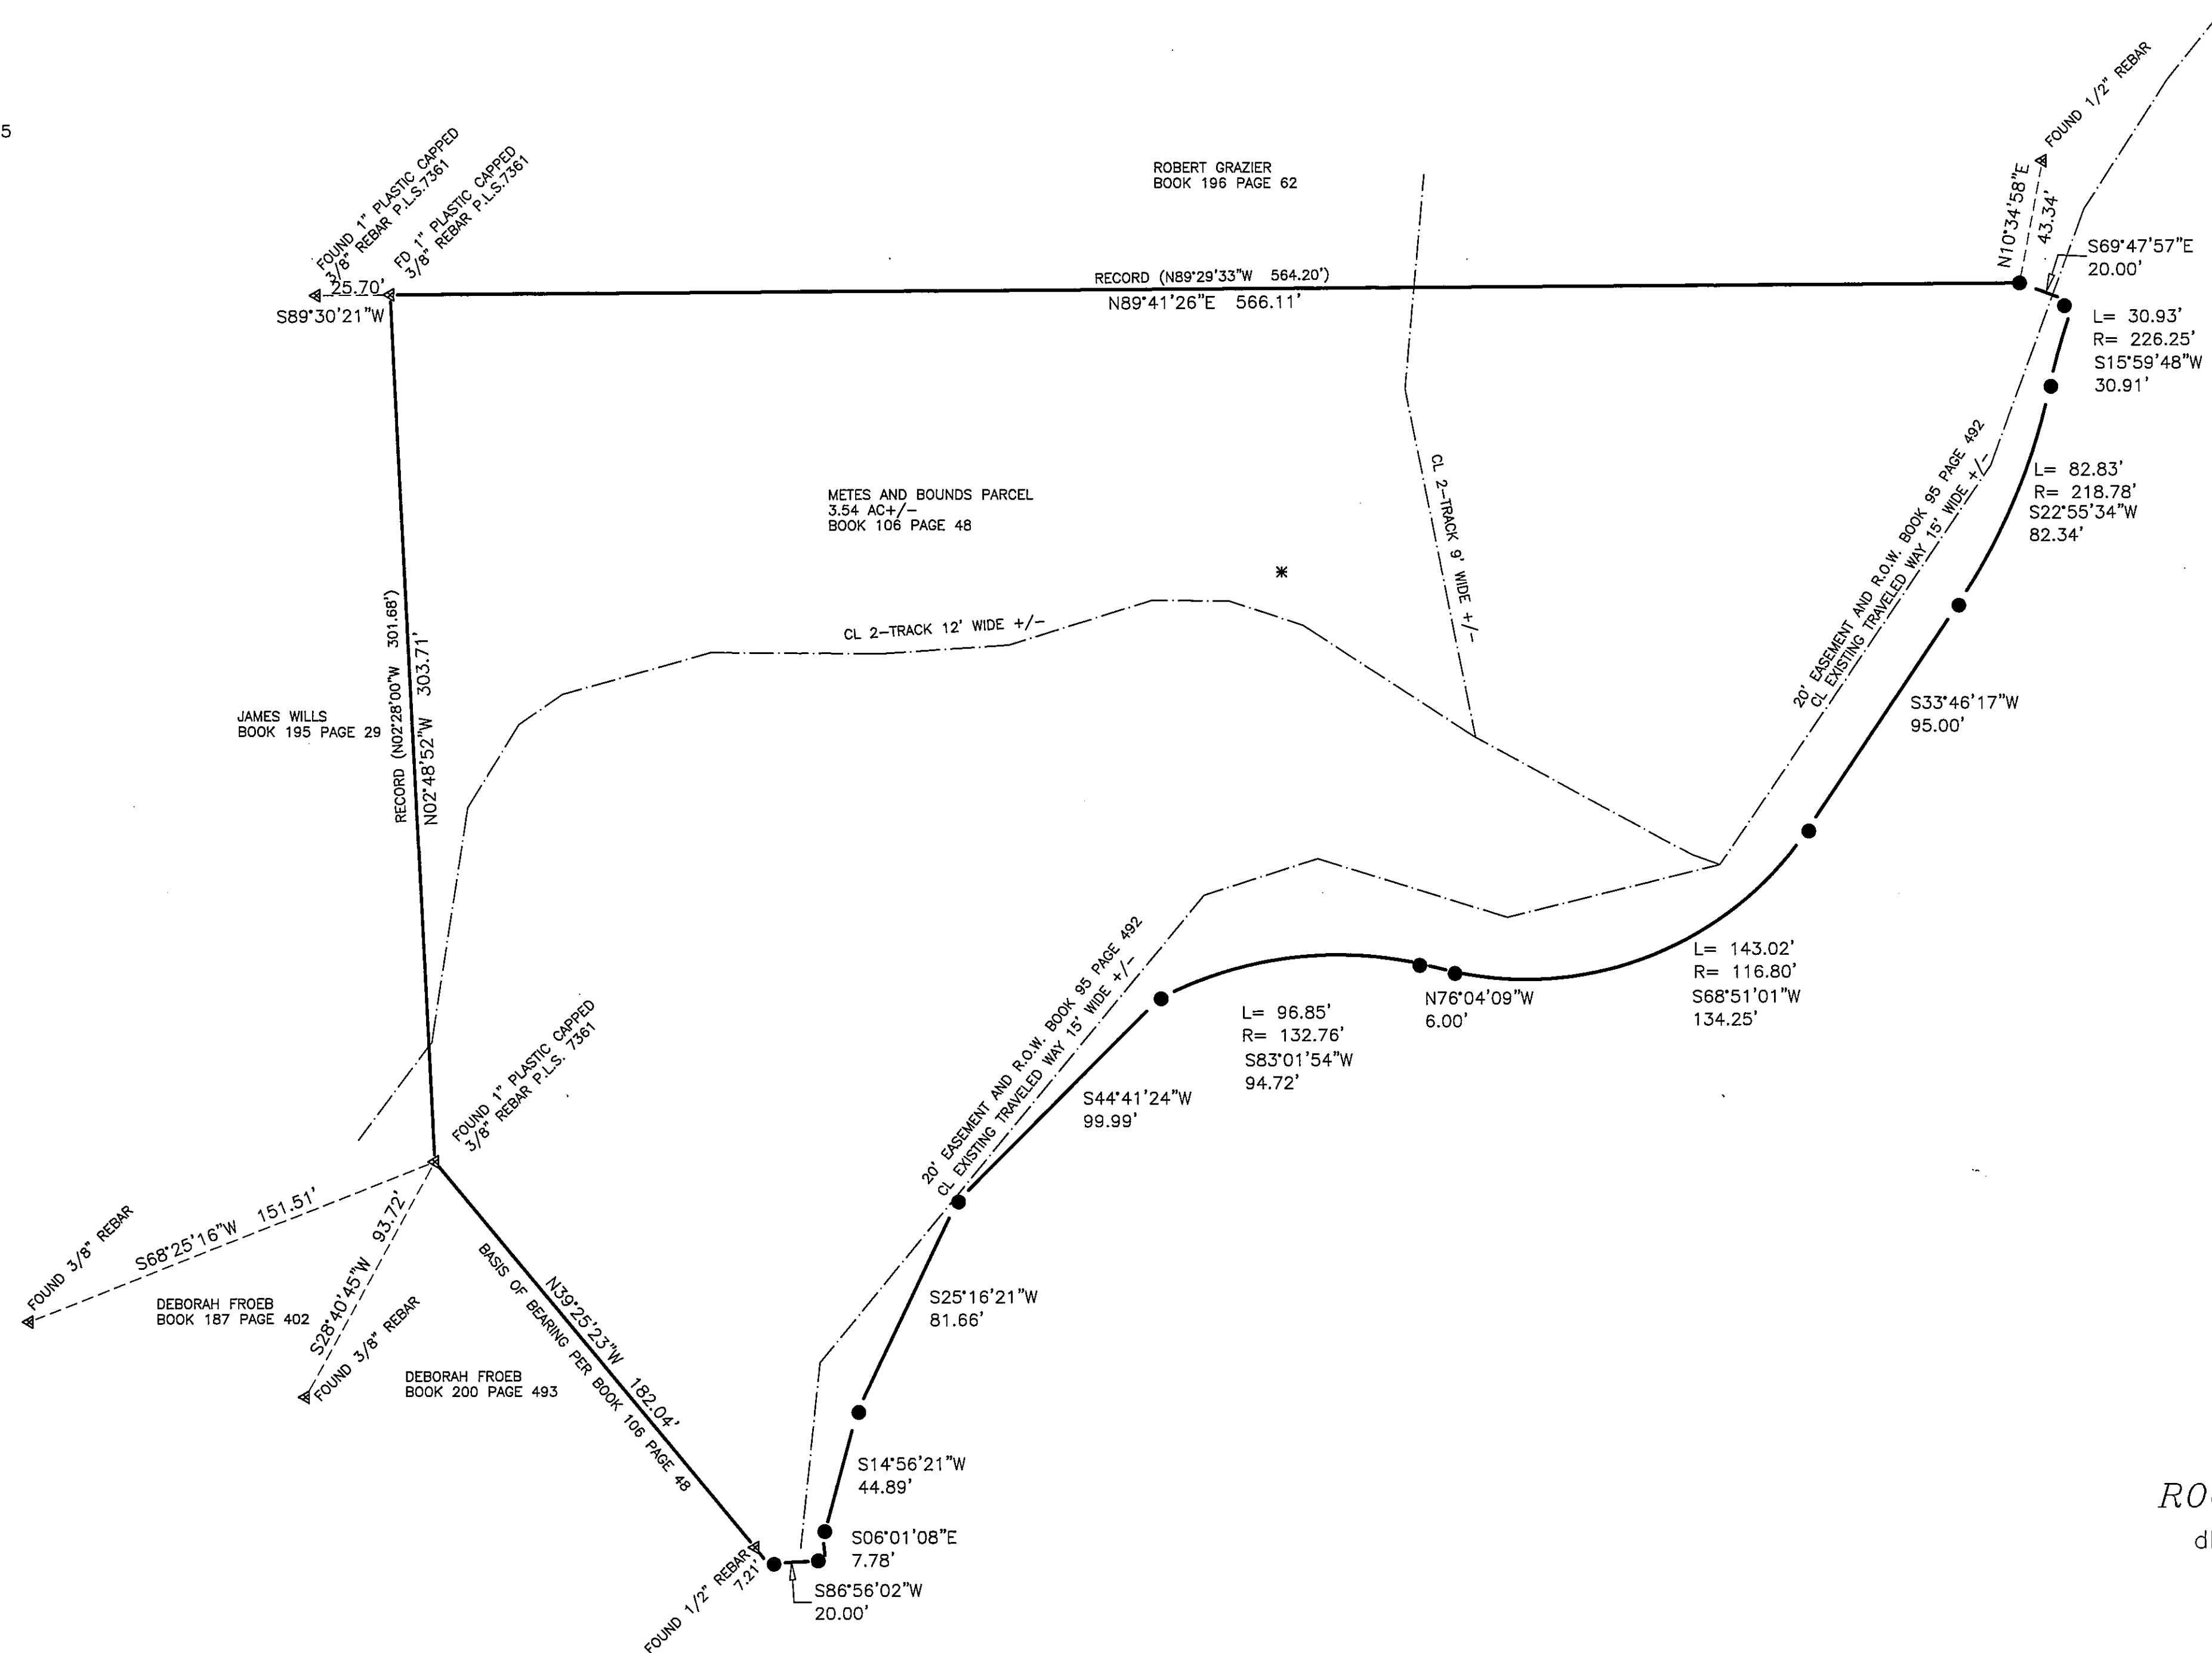 5
FOUND 1" PLASTIC CAPPED
3/8" REBAR P.L.S.7361
FD 1" PLASTIC CAPPED
3/8" REBAR P.L.S.7361
25.70'
S89°30'21"W
ROBERT GRAZIER
BOOK 196 PAGE 62
RECORD (N89°29'33"W 564.20')
N89°41'26"E 566.11'
FOUND 1/2" REBAR
N10°34'58"E
43.34'
S69°47'57"E
20.00'
L= 30.93'
R= 226.25'
S15°59'48"W
30.91'
L= 82.83'
R= 218.78'
S22°55'34"W
82.34'
20' EASEMENT AND R.O.W. BOOK 95 PAGE 492
CL EXISTING TRAVELED WAY 15' WIDE +/-
METES AND BOUNDS PARCEL
3.54 AC+/-
BOOK 106 PAGE 48
*
CL 2-TRACK 9' WIDE +/-
CL 2-TRACK 12' WIDE +/-
JAMES WILLS
BOOK 195 PAGE 29
RECORD (N02°28'00"W 301.68')
N02°48'52"W 303.71'
S33°46'17"W
95.00'
L= 143.02'
R= 116.80'
S68°51'01"W
134.25'
N76°04'09"W
6.00'
L= 96.85'
R= 132.76'
S83°01'54"W
94.72'
20' EASEMENT AND R.O.W. BOOK 95 PAGE 492
CL EXISTING TRAVELED WAY 15' WIDE +/-
S44°41'24"W
99.99'
FOUND 1" PLASTIC CAPPED
3/8" REBAR P.L.S. 7361
S68°25'16"W 151.51'
FOUND 3/8" REBAR
S28°40'45"W 93.72'
FOUND 3/8" REBAR
DEBORAH FROEB
BOOK 187 PAGE 402
DEBORAH FROEB
BOOK 200 PAGE 493
N39°25'23"W 182.04'
BASIS OF BEARING PER BOOK 106 PAGE 48
S25°16'21"W
81.66'
S14°56'21"W
44.89'
S06°01'08"E
7.78'
S86°56'02"W
20.00'
FOUND 1/2" REBAR
7.21'